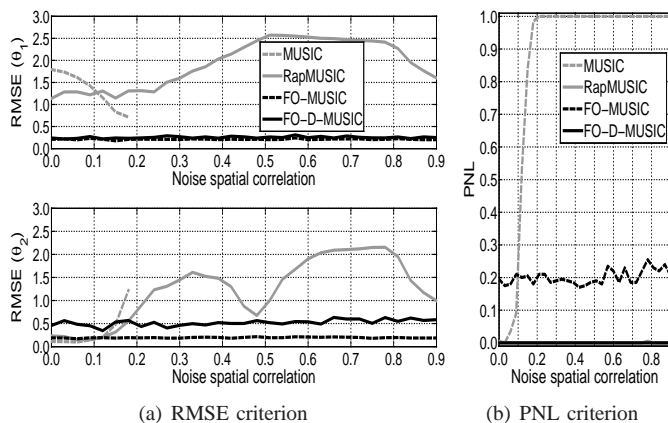 3.0
2.5
2.0
1.5
1.0
0.5
0.0
RMSE (θ1)
MUSIC
RapMUSIC
FO−MUSIC
FO−D−MUSIC
0.0 0.1 0.2 0.3 0.4 0.5 0.6 0.7 0.8 0.9
Noise spatial correlation
3.0
2.5
2.0
1.5
1.0
0.5
0.0
RMSE (θ2)
0.0 0.1 0.2 0.3 0.4 0.5 0.6 0.7 0.8 0.9
Noise spatial correlation
(a) RMSE criterion
1.0
0.9
0.8
0.7
0.6
0.5
0.4
0.3
0.2
0.1
0
PNL
MUSIC
RapMUSIC
FO−MUSIC
FO−D−MUSIC
0.0 0.2 0.4 0.6 0.8
Noise spatial correlation
(b) PNL criterion